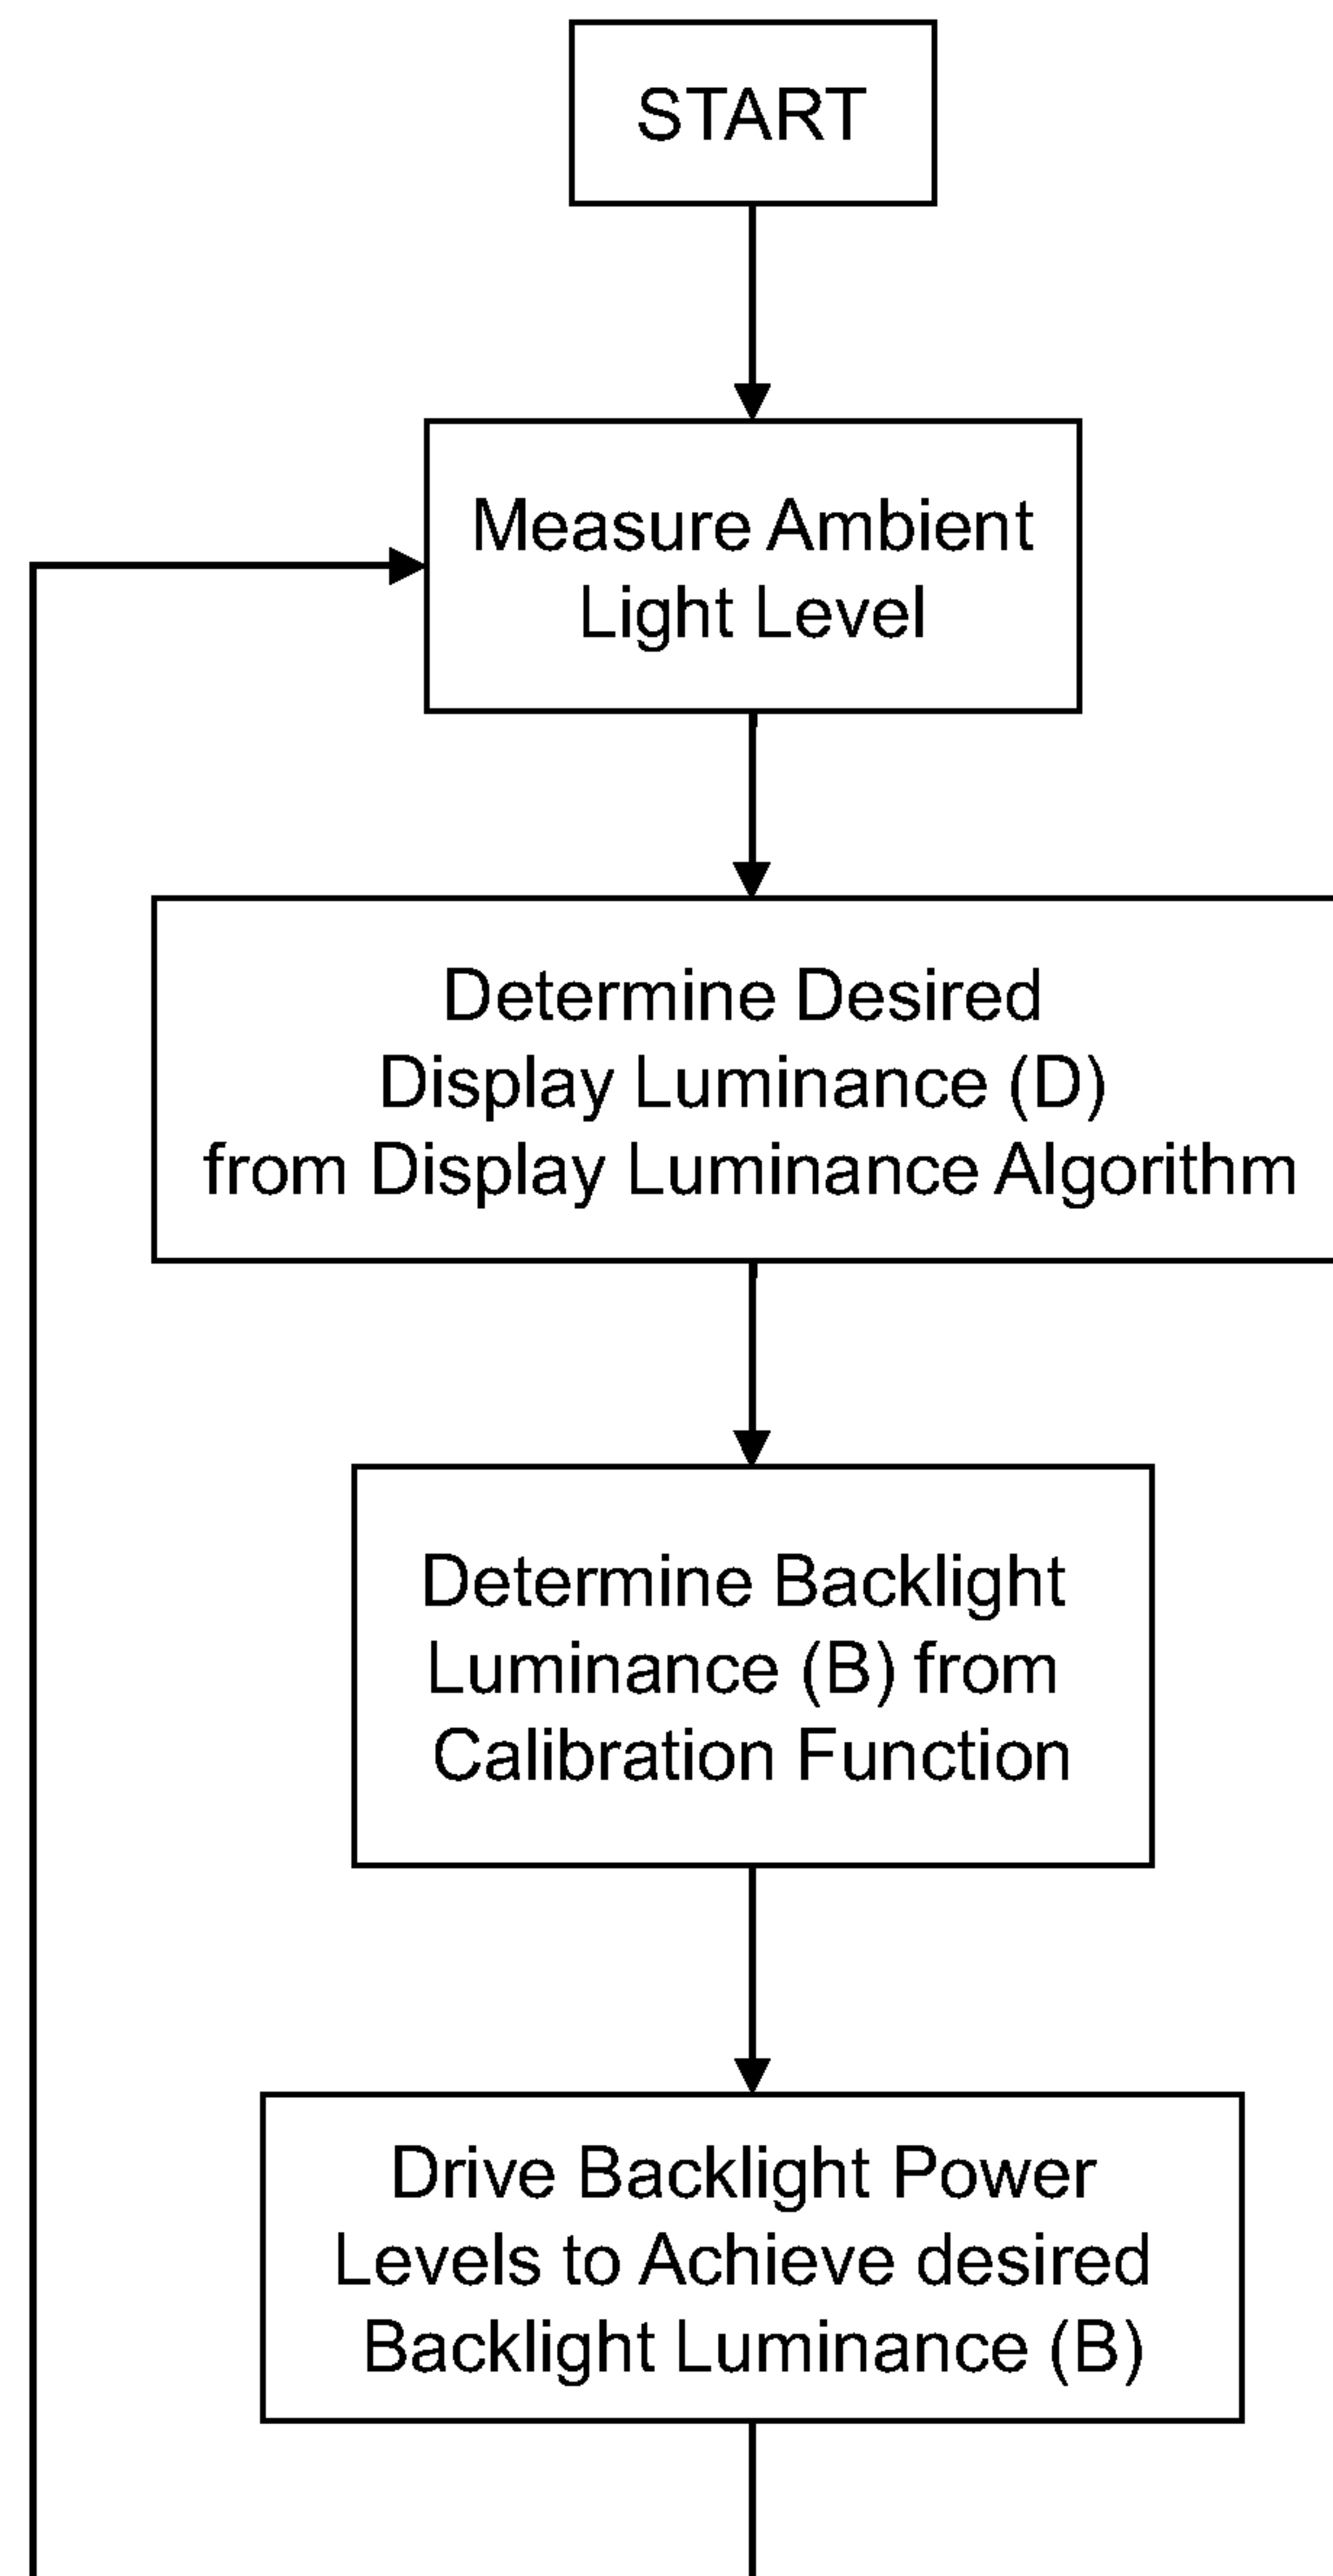 START
Measure Ambient
Light Level
Determine Desired
Display Luminance (D)
from Display Luminance Algorithm
Determine Backlight
Luminance (B) from
Calibration Function
Drive Backlight Power
Levels to Achieve desired
Backlight Luminance (B)